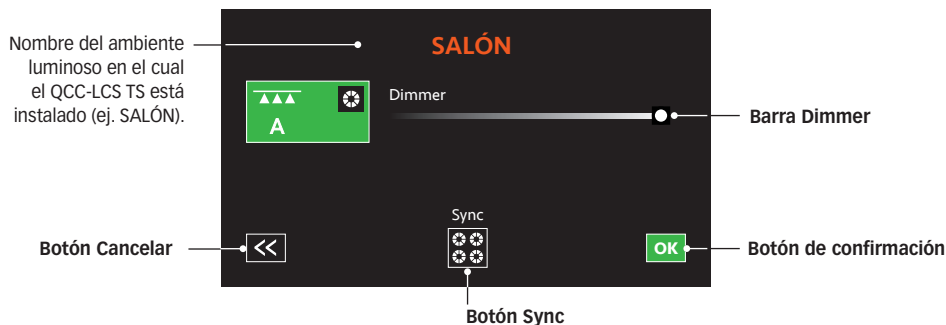 Nombre del ambiente
luminoso en el cual
el QCC-LCS TS está
instalado (ej. SALÓN).
SALÓN
A
Dimmer
Barra Dimmer
Botón Cancelar
<<
Sync
OK
Botón de confirmación
Botón Sync